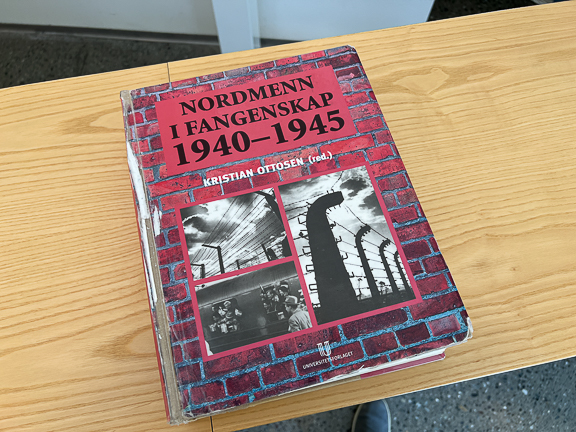 NORDMENN
I FANGENSKAP
1940–1945
KRISTIAN OTTOSEN (red.)
UNIVERSITETSFORLAGET